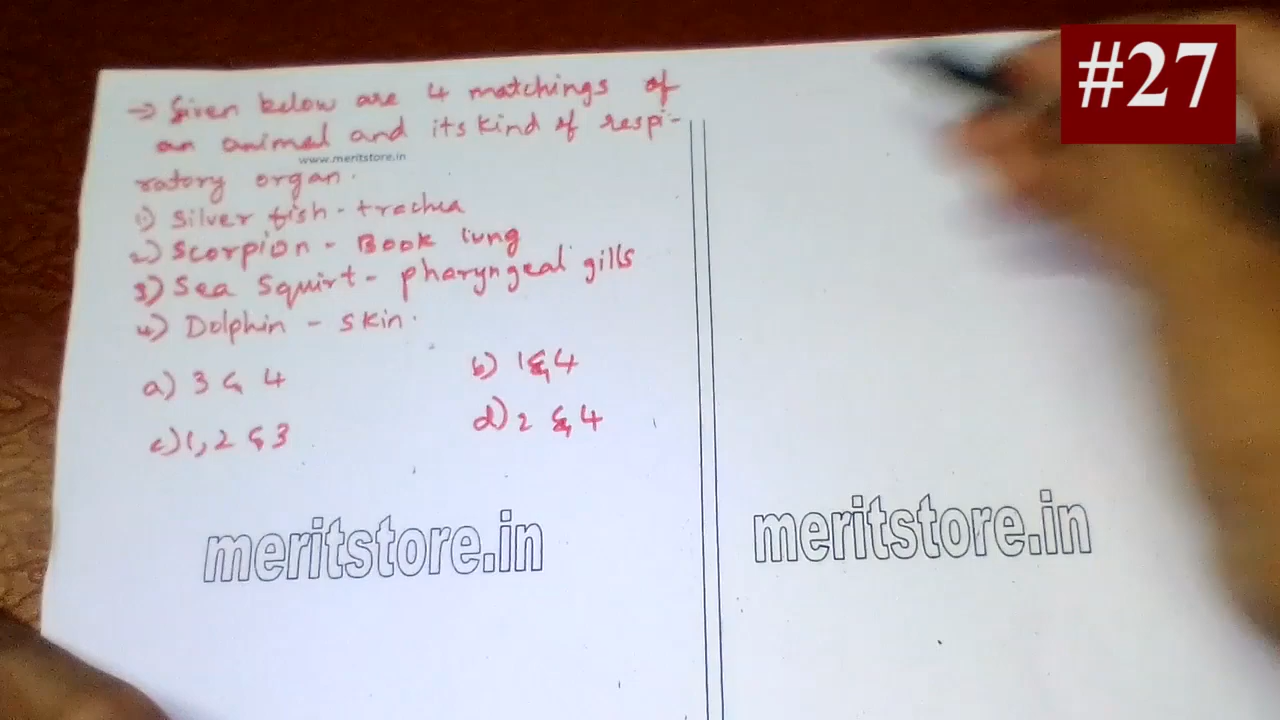 #27
→ Given below are 4 matchings of
an animal and its kind of respi-
www.meritstore.in
ratory organ.
1) Silver fish - trachea
2) Scorpion - Book lung
3) Sea Squirt - pharyngeal gills
4) Dolphin - skin.
a) 3 & 4
b) 1 & 4
c) 1, 2 & 3
d) 2 & 4
meritstore.in
meritstore.in